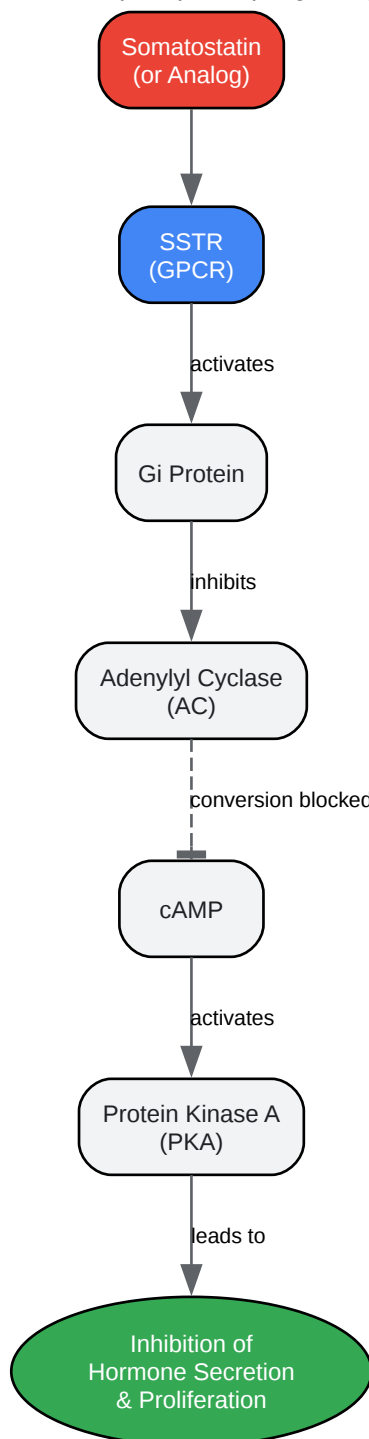 Somatostatin
(or Analog)
SSTR
(GPCR)
activates
Gi Protein
inhibits
Adenylyl Cyclase
(AC)
conversion blocked
cAMP
activates
Protein Kinase A
(PKA)
leads to
Inhibition of
Hormone Secretion
& Proliferation